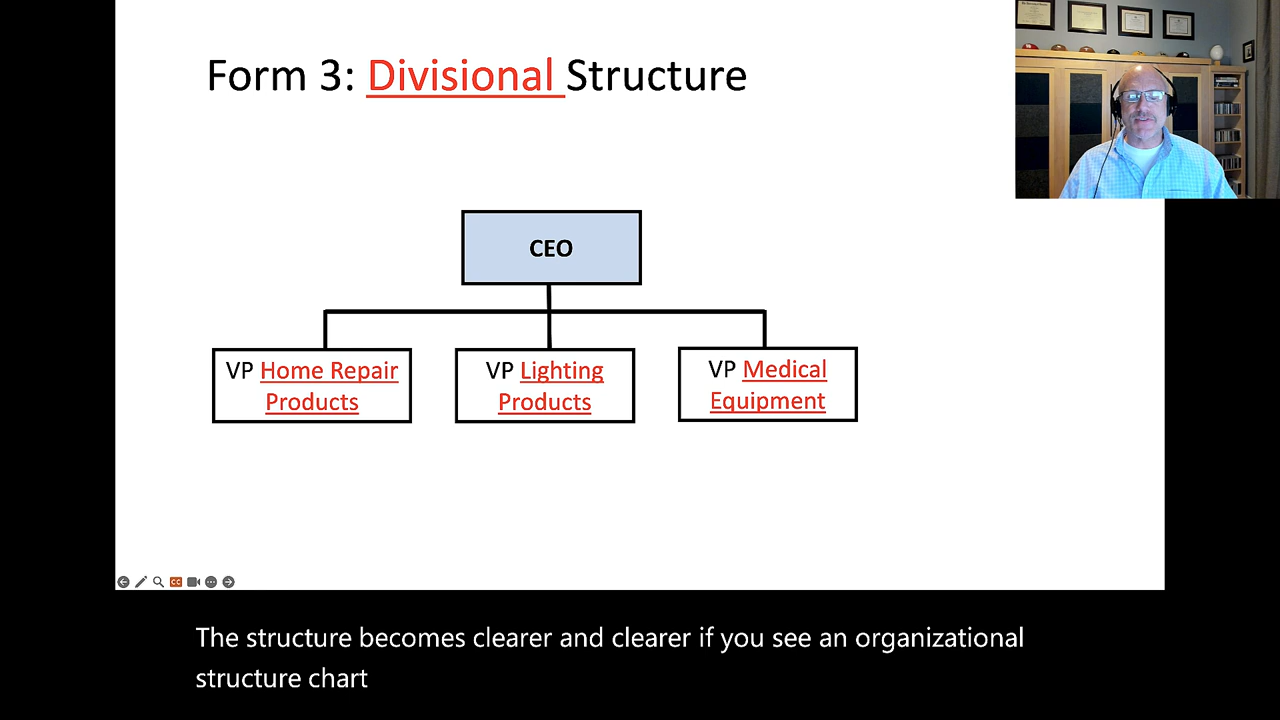 Form 3: Divisional Structure
CEO
VP Home Repair
Products
VP Lighting
Products
VP Medical
Equipment
CC
The structure becomes clearer and clearer if you see an organizational
structure chart